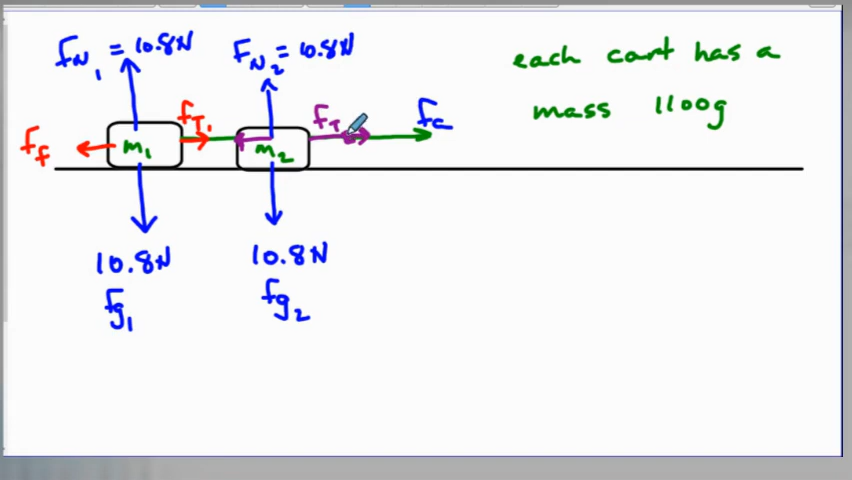 FN1 = 10.8N
FN2 = 10.8N
each cart has a
mass 1100g
Ff
m1
FT1
m2
FT
Fc
10.8N
Fg1
10.8N
Fg2